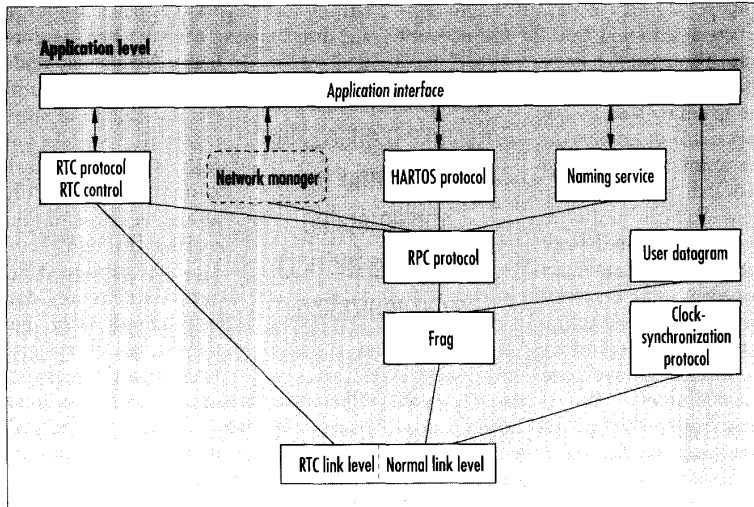 Application level
Application interface
RTC protocol
RTC control
Network manager
HARTOS protocol
Naming service
RPC protocol
User datagram
Frag
Clock-
synchronization
protocol
RTC link level
Normal link level